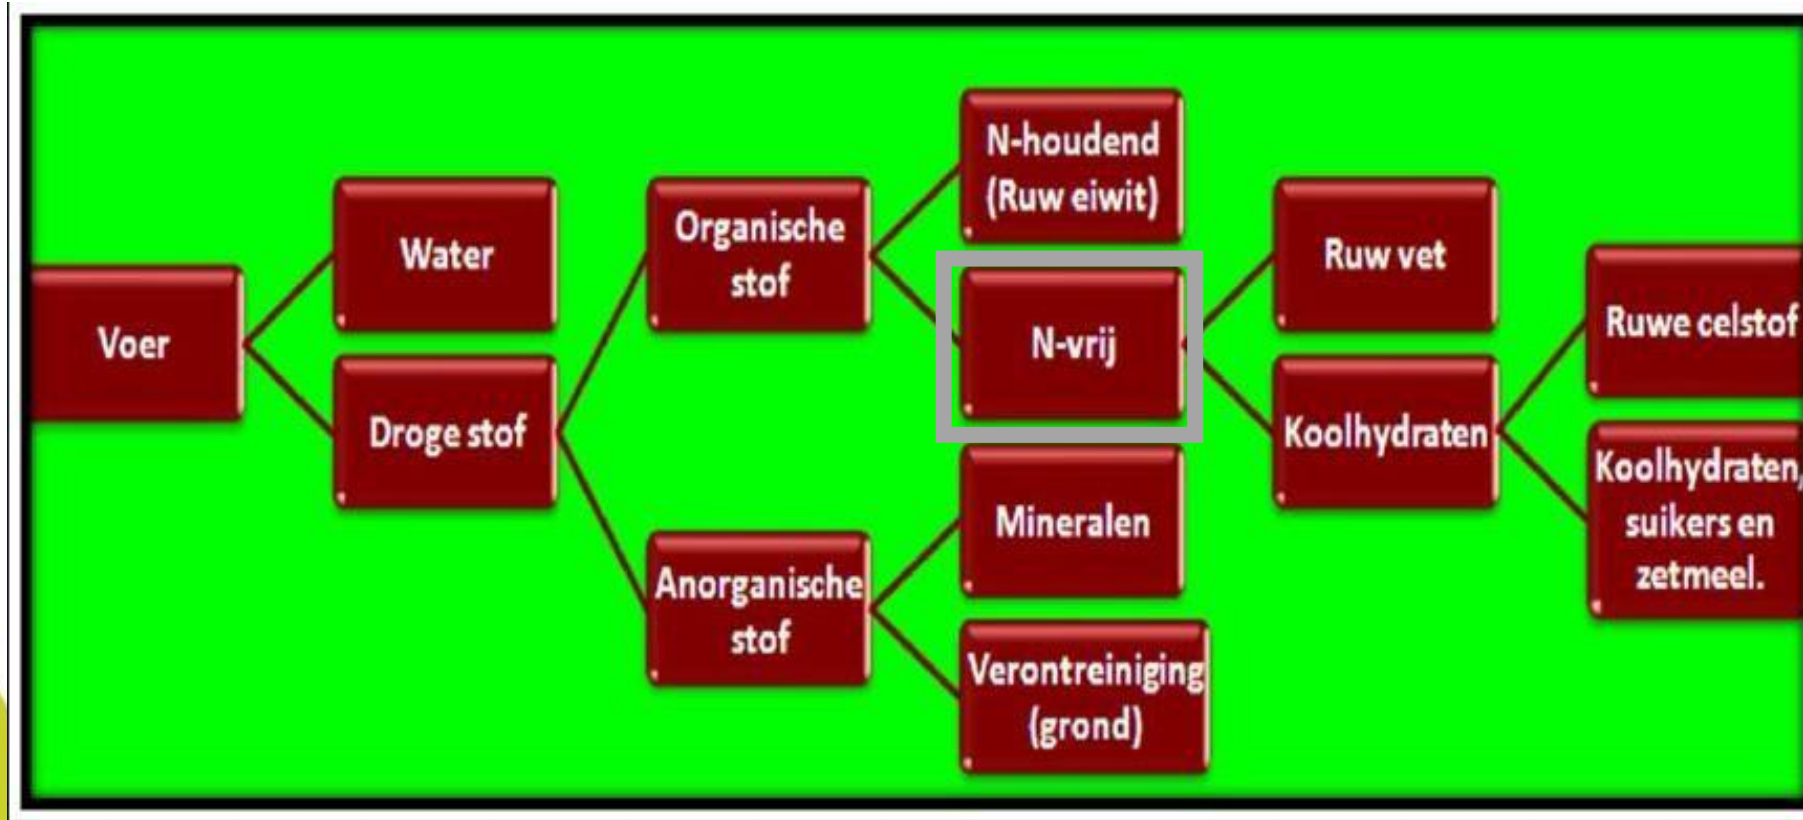 Voer
Water
Droge stof
Organische
stof
Anorganische
stof
N-houdend
(Ruw eiwit)
N-vrij
Mineralen
Verontreiniging
(grond)
Ruw vet
Koolhydraten
Ruwe celstof
Koolhydraten,
suikers en
zetmeel.